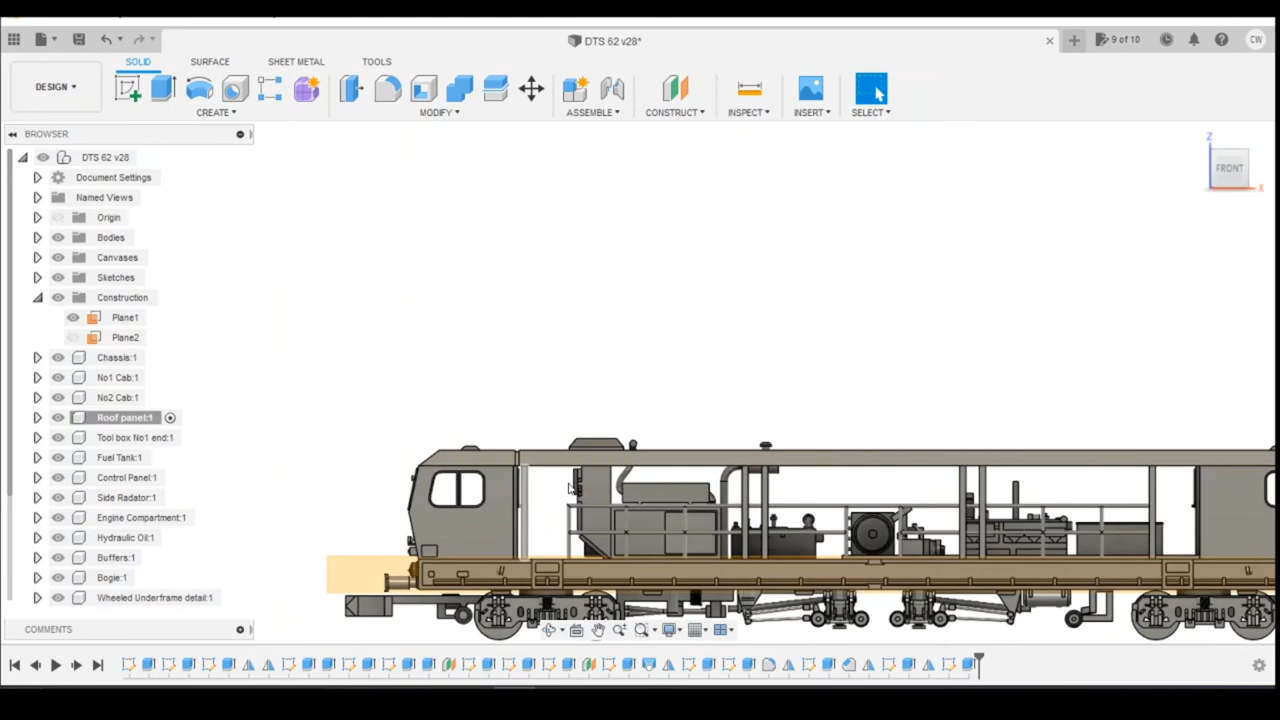 DTS 62 v28*
9 of 10
CW
DESIGN
SOLID
SURFACE
SHEET METAL
TOOLS
CREATE
MODIFY
ASSEMBLE
CONSTRUCT
INSPECT
INSERT
SELECT
BROWSER
DTS 62 v28
Document Settings
Named Views
Origin
Bodies
Canvases
Sketches
Construction
Plane1
Plane2
Chassis:1
No1 Cab:1
No2 Cab:1
Roof panel:1
Tool box No1 end:1
Fuel Tank:1
Control Panel:1
Side Radator:1
Engine Compartment:1
Hydraulic Oil:1
Buffers:1
Bogie:1
Wheeled Underframe detail:1
COMMENTS
Z
FRONT
X